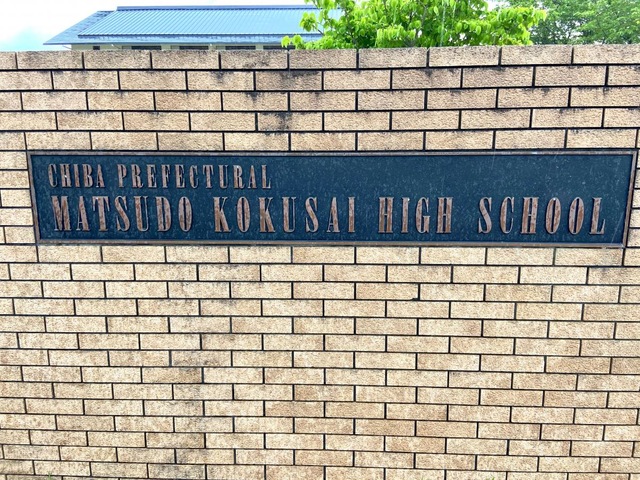 CHIBA PREFECTURAL
MATSUDO KOKUSAI HIGH SCHOOL